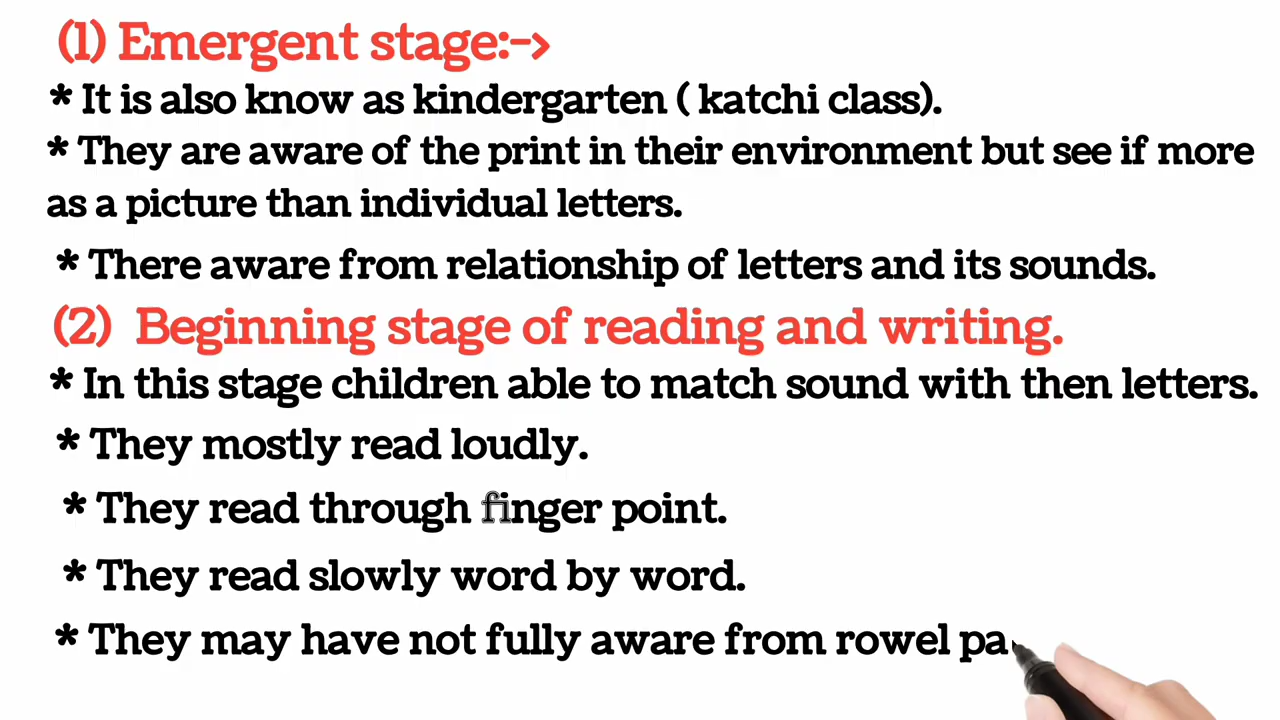 (1) Emergent stage:->
* It is also know as kindergarten ( katchi class).
* They are aware of the print in their environment but see if more
as a picture than individual letters.
* There aware from relationship of letters and its sounds.
(2) Beginning stage of reading and writing.
* In this stage children able to match sound with then letters.
* They mostly read loudly.
* They read through finger point.
* They read slowly word by word.
* They may have not fully aware from rowel pa